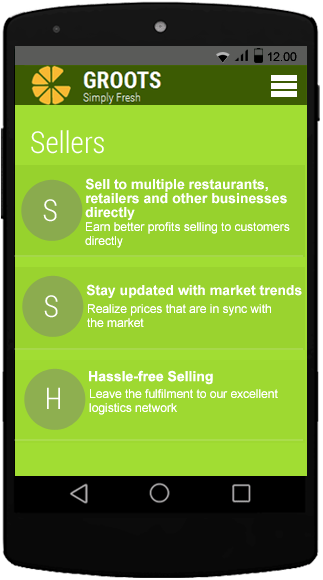 12.00
GROOTS
Simply Fresh
Sellers
S
Sell to multiple restaurants,
retailers and other businesses
directly
Earn better profits selling to customers
directly
S
Stay updated with market trends
Realize prices that are in sync with
the market
H
Hassle-free Selling
Leave the fulfilment to our excellent
logistics network